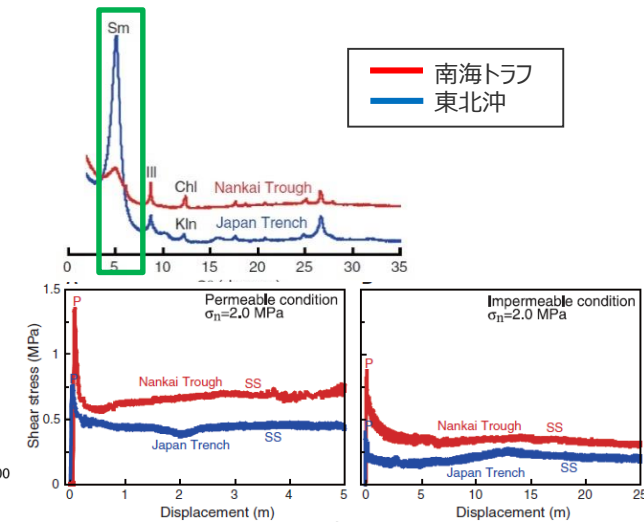 Sm
南海トラフ
東北沖
Ill
Chl
Nankai Trough
Kln
Japan Trench
0 5 10 15 20 25 30 35
Permeable condition
σn=2.0 MPa
Impermeable condition
σn=2.0 MPa
Shear stress (MPa)
1.5
1
0.5
0
P
Nankai Trough SS
Japan Trench SS
0 1 2 3 4 5
Displacement (m)
P
Nankai Trough SS
Japan Trench SS
0 5 10 15 20 25
Displacement (m)
00